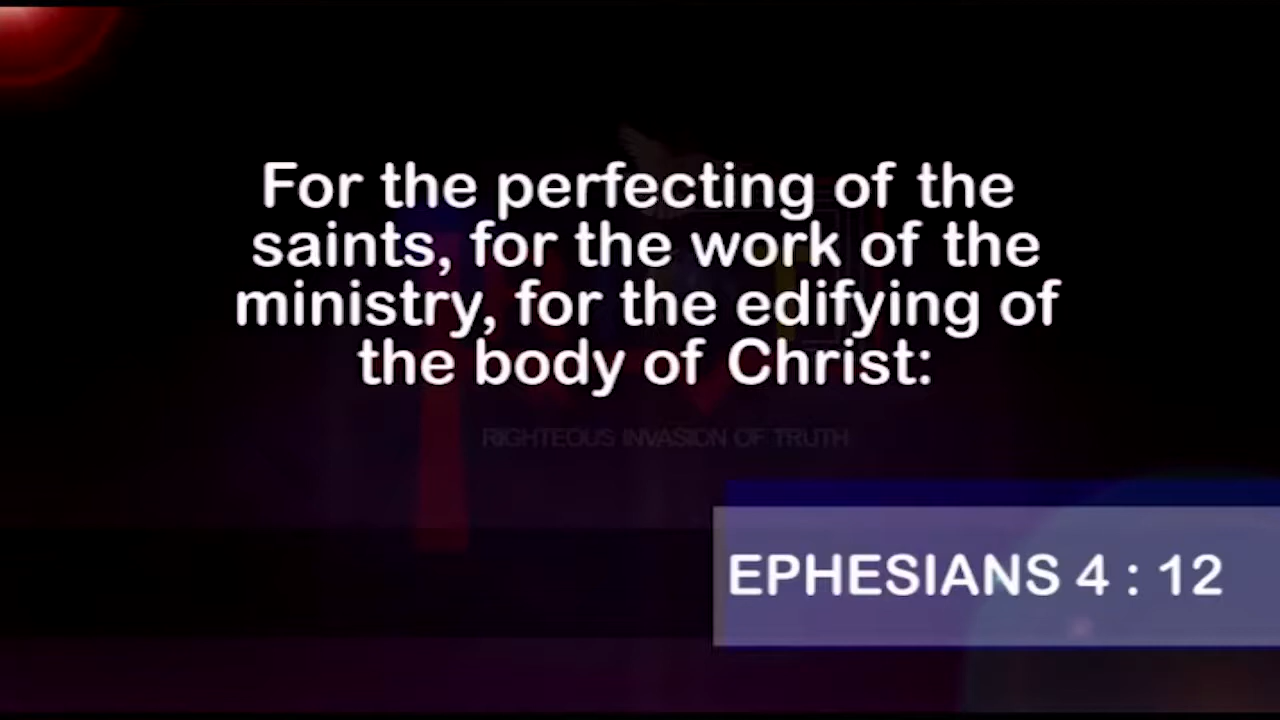 For the perfecting of the
saints, for the work of the
ministry, for the edifying of
the body of Christ:
RIGHTEOUS INVASION OF TRUTH
EPHESIANS 4 : 12